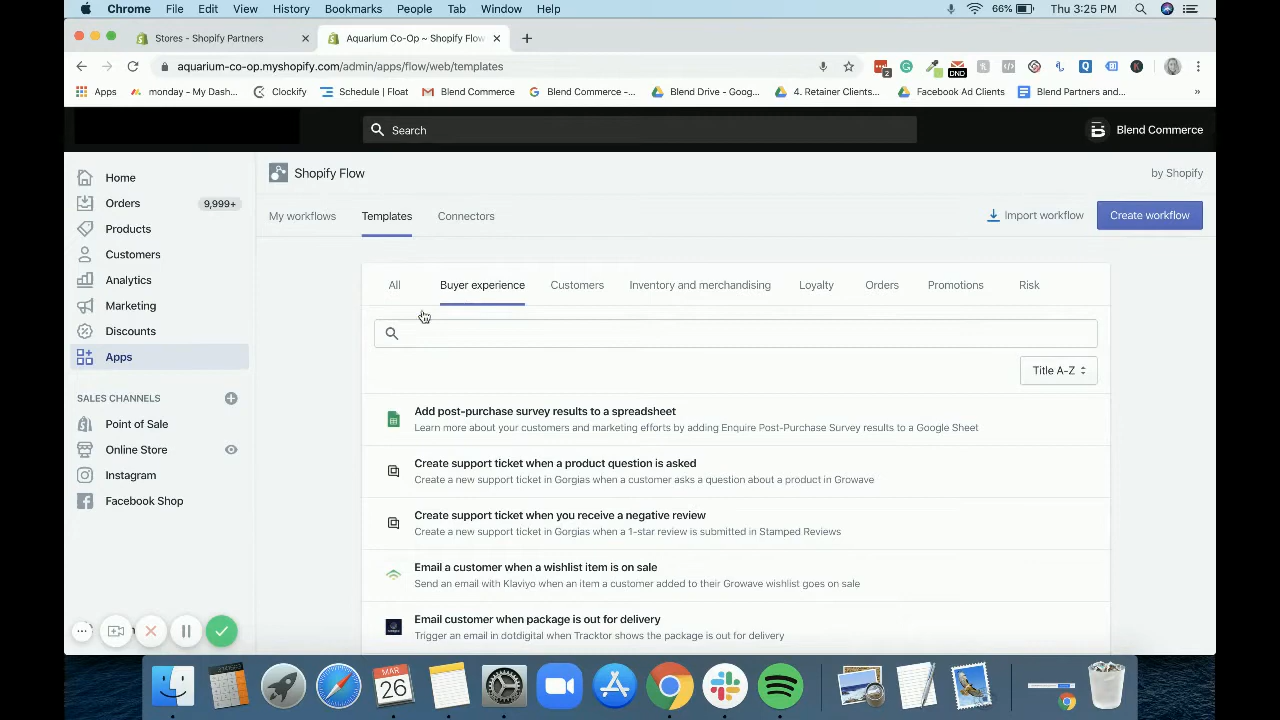 Chrome File Edit View History Bookmarks People Tab Window Help
66% Thu 3:25 PM
Stores - Shopify Partners
Aquarium Co-Op ~ Shopify Flow
aquarium-co-op.myshopify.com/admin/apps/flow/web/templates
2
DND
Apps
monday - My Dash...
Clockify
Schedule | Float
Blend Commerce
Blend Commerce -...
Blend Drive - Goog...
4. Retainer Clients...
Facebook Ad Clients
Blend Partners and...
»
Search
Blend Commerce
Home
Orders
9,999+
Products
Customers
Analytics
Marketing
Discounts
Apps
SALES CHANNELS
Point of Sale
Online Store
Instagram
Facebook Shop
Shopify Flow
by Shopify
My workflows
Templates
Connectors
Import workflow
Create workflow
All
Buyer experience
Customers
Inventory and merchandising
Loyalty
Orders
Promotions
Risk
Title A-Z
Add post-purchase survey results to a spreadsheet
Learn more about your customers and marketing efforts by adding Enquire Post-Purchase Survey results to a Google Sheet
Create support ticket when a product question is asked
Create a new support ticket in Gorgias when a customer asks a question about a product in Growave
Create support ticket when you receive a negative review
Create a new support ticket in Gorgias when a 1-star review is submitted in Stamped Reviews
Email a customer when a wishlist item is on sale
Send an email with Klaviyo when an item a customer added to their Growave wishlist goes on sale
Email customer when package is out for delivery
Trigger an email in dotdigital when Tracktor shows the package is out for delivery
MAR
26